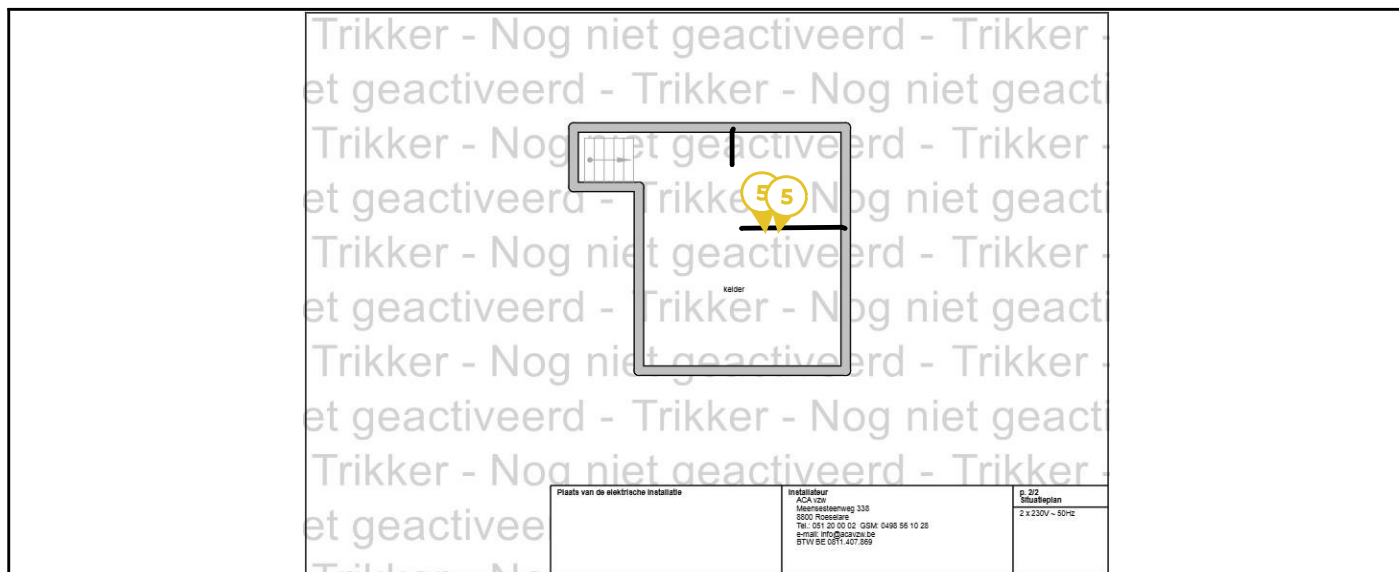 Trikker - Nog niet geactiveerd - Trikker -
et geactiveerd - Trikker - Nog niet geacti
Trikker - Nog niet geactiveerd - Trikker -
et geactiveerd - Trikker - Nog niet geacti
5 5
Trikker - Nog niet geactiveerd - Trikker -
kelder
et geactiveerd - Trikker - Nog niet geacti
Trikker - Nog niet geactiveerd - Trikker -
et geactiveerd - Trikker - Nog niet geacti
Trikker - Nog niet geactiveerd - Trikker -
et geactivee
Plaats van de elektrische installatie
Installateur
ACA vzw
Meensesteenweg 338
8800 Roeselare
Tel.: 051 20 00 02 GSM: 0498 56 10 28
e-mail: info@acavzw.be
BTW BE 0811.407.869
p. 2/2
Situatieplan
2 x 230V ~ 50Hz